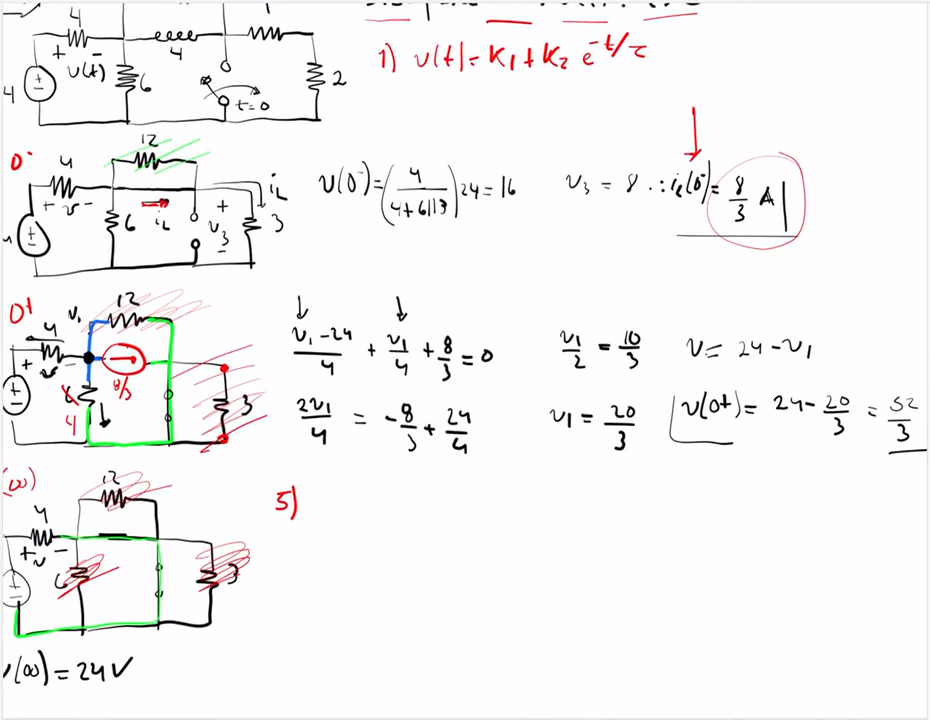 4
4
+ v(t) -
6
2
4
t=0
1) v(t) = K1 + K2 e^-t/τ
0-
12
4
+ v -
6
iL
+ v3 -
iL
3
v(0-) = (4/(4+6||3)) 24 = 16
v3 = 8 ∴ iL(0-) = 8/3 A
0+
v1
12
4
+ v -
8/3
6
4
3
(v1-24)/4 + v1/4 + 8/3 = 0
v1/2 = 10/3
v = 24 - v1
2v1/4 = -8/3 + 24/4
v1 = 20/3
v(0+) = 24 - 20/3 = 52/3
(∞)
12
4
+ v -
6
3
5)
v(∞) = 24V